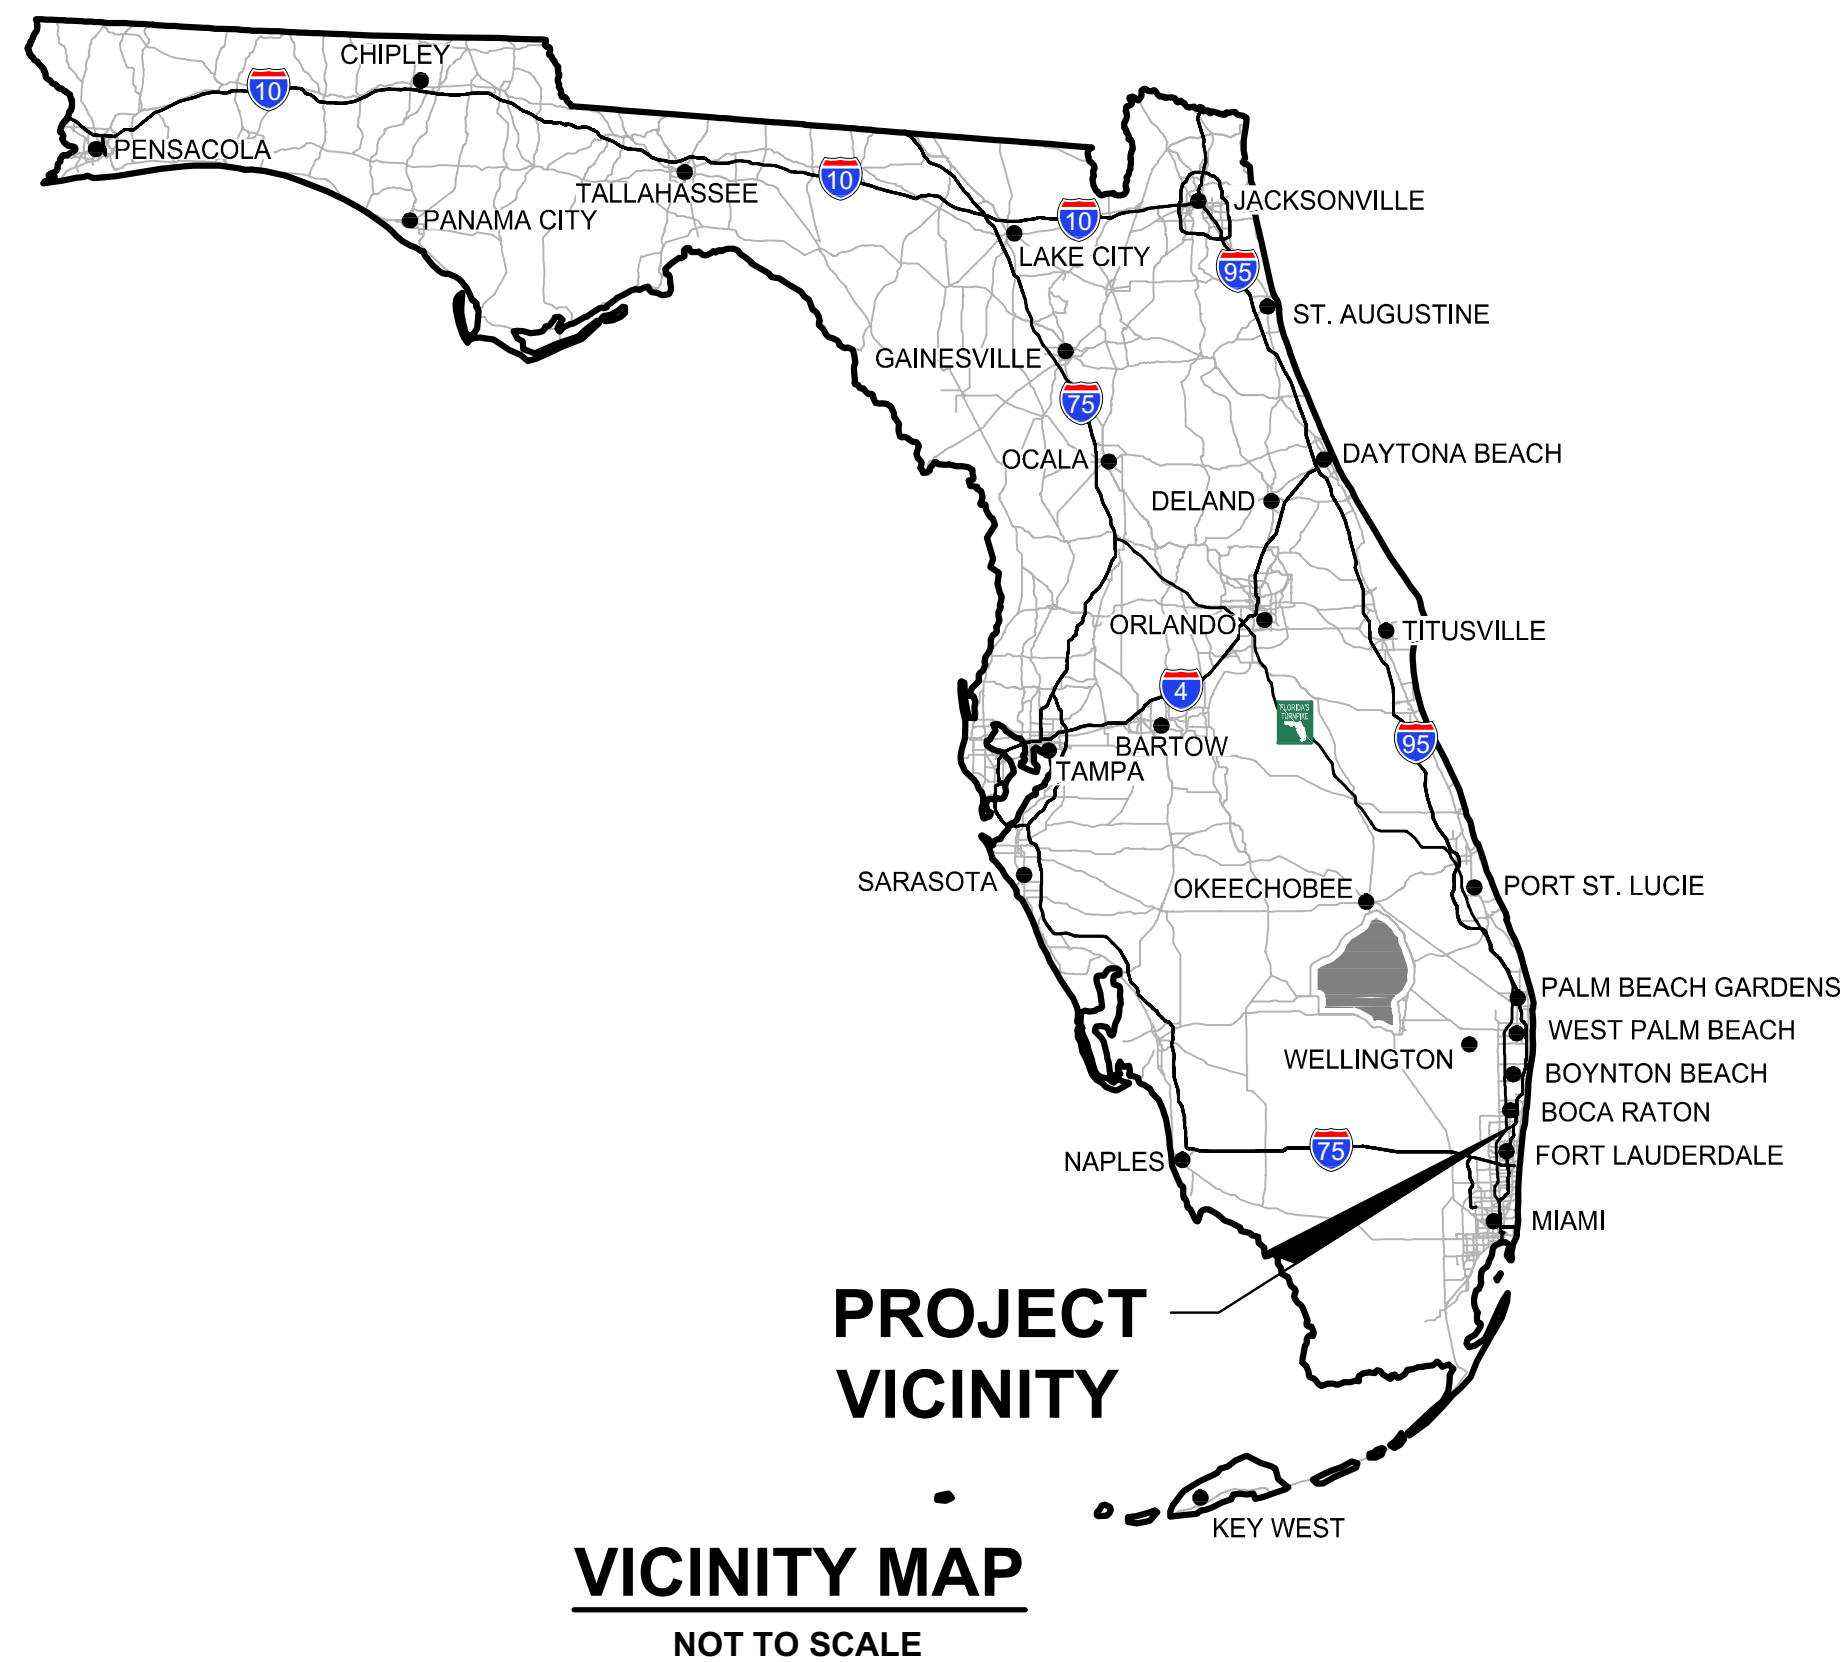 CHIPLEY
10
PENSACOLA
TALLAHASSEE
10
PANAMA CITY
10
JACKSONVILLE
LAKE CITY
95
ST. AUGUSTINE
GAINESVILLE
75
OCALA
DAYTONA BEACH
DELAND
ORLANDO
TITUSVILLE
4
FLORIDA'S
TURNPIKE
95
BARTOW
TAMPA
SARASOTA
OKEECHOBEE
PORT ST. LUCIE
PALM BEACH GARDENS
WEST PALM BEACH
WELLINGTON
BOYNTON BEACH
BOCA RATON
75
NAPLES
FORT LAUDERDALE
MIAMI
PROJECT
VICINITY
KEY WEST
VICINITY MAP
NOT TO SCALE